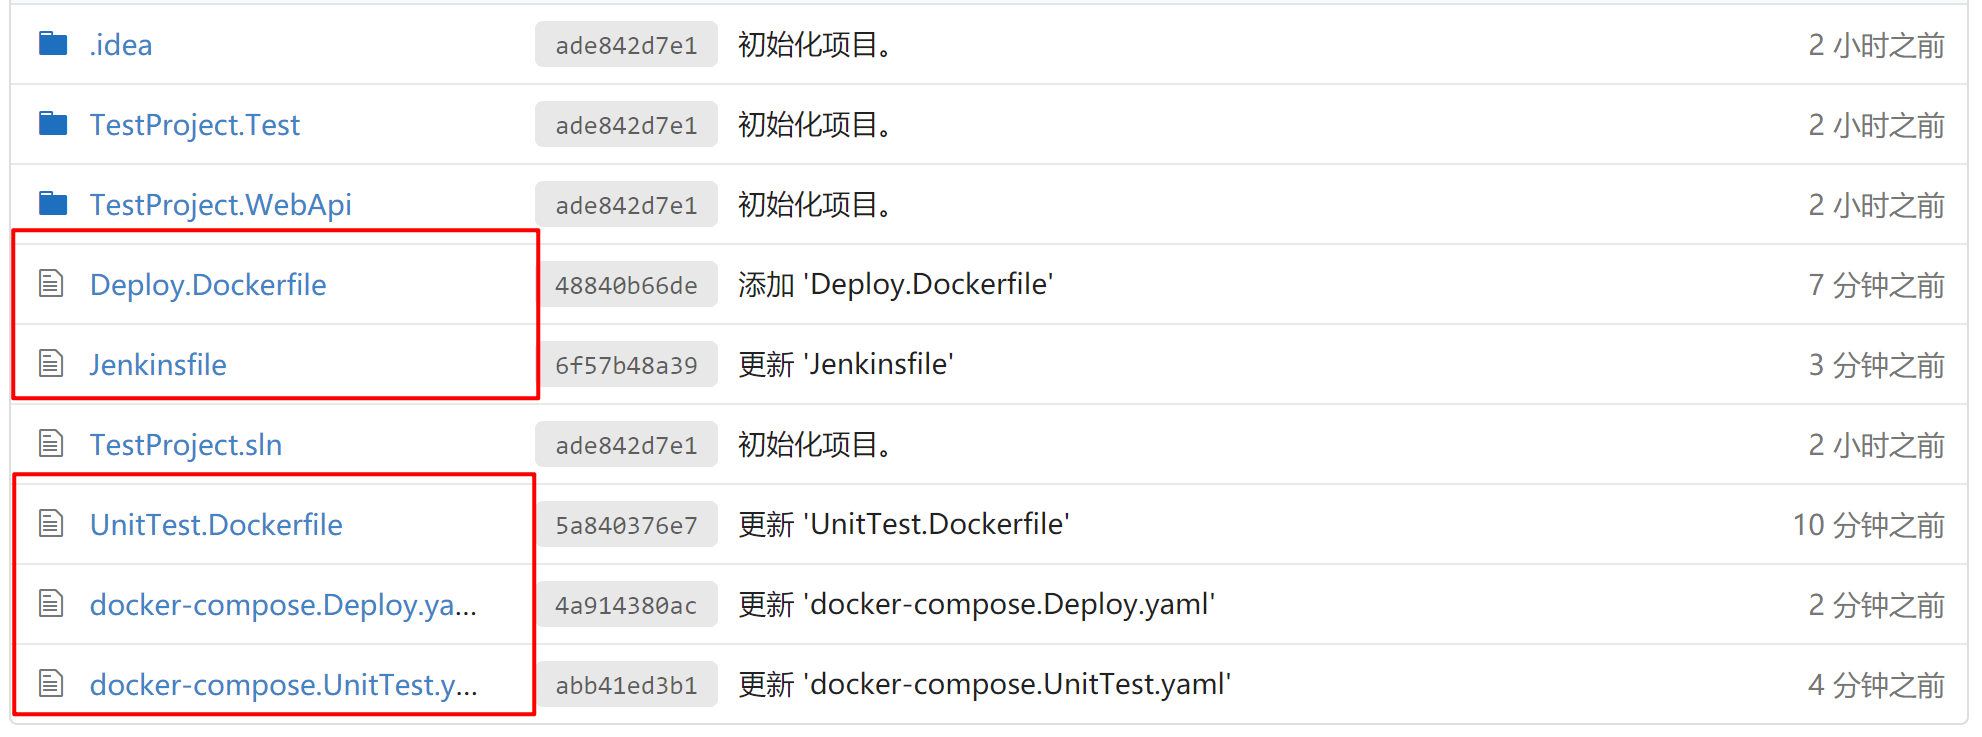 .idea ade842d7e1 初始化项目。 2 小时之前
TestProject.Test ade842d7e1 初始化项目。 2 小时之前
TestProject.WebApi ade842d7e1 初始化项目。 2 小时之前
Deploy.Dockerfile 48840b66de 添加 'Deploy.Dockerfile' 7 分钟之前
Jenkinsfile 6f57b48a39 更新 'Jenkinsfile' 3 分钟之前
TestProject.sln ade842d7e1 初始化项目。 2 小时之前
UnitTest.Dockerfile 5a840376e7 更新 'UnitTest.Dockerfile' 10 分钟之前
docker-compose.Deploy.ya... 4a914380ac 更新 'docker-compose.Deploy.yaml' 2 分钟之前
docker-compose.UnitTest.y... abb41ed3b1 更新 'docker-compose.UnitTest.yaml' 4 分钟之前